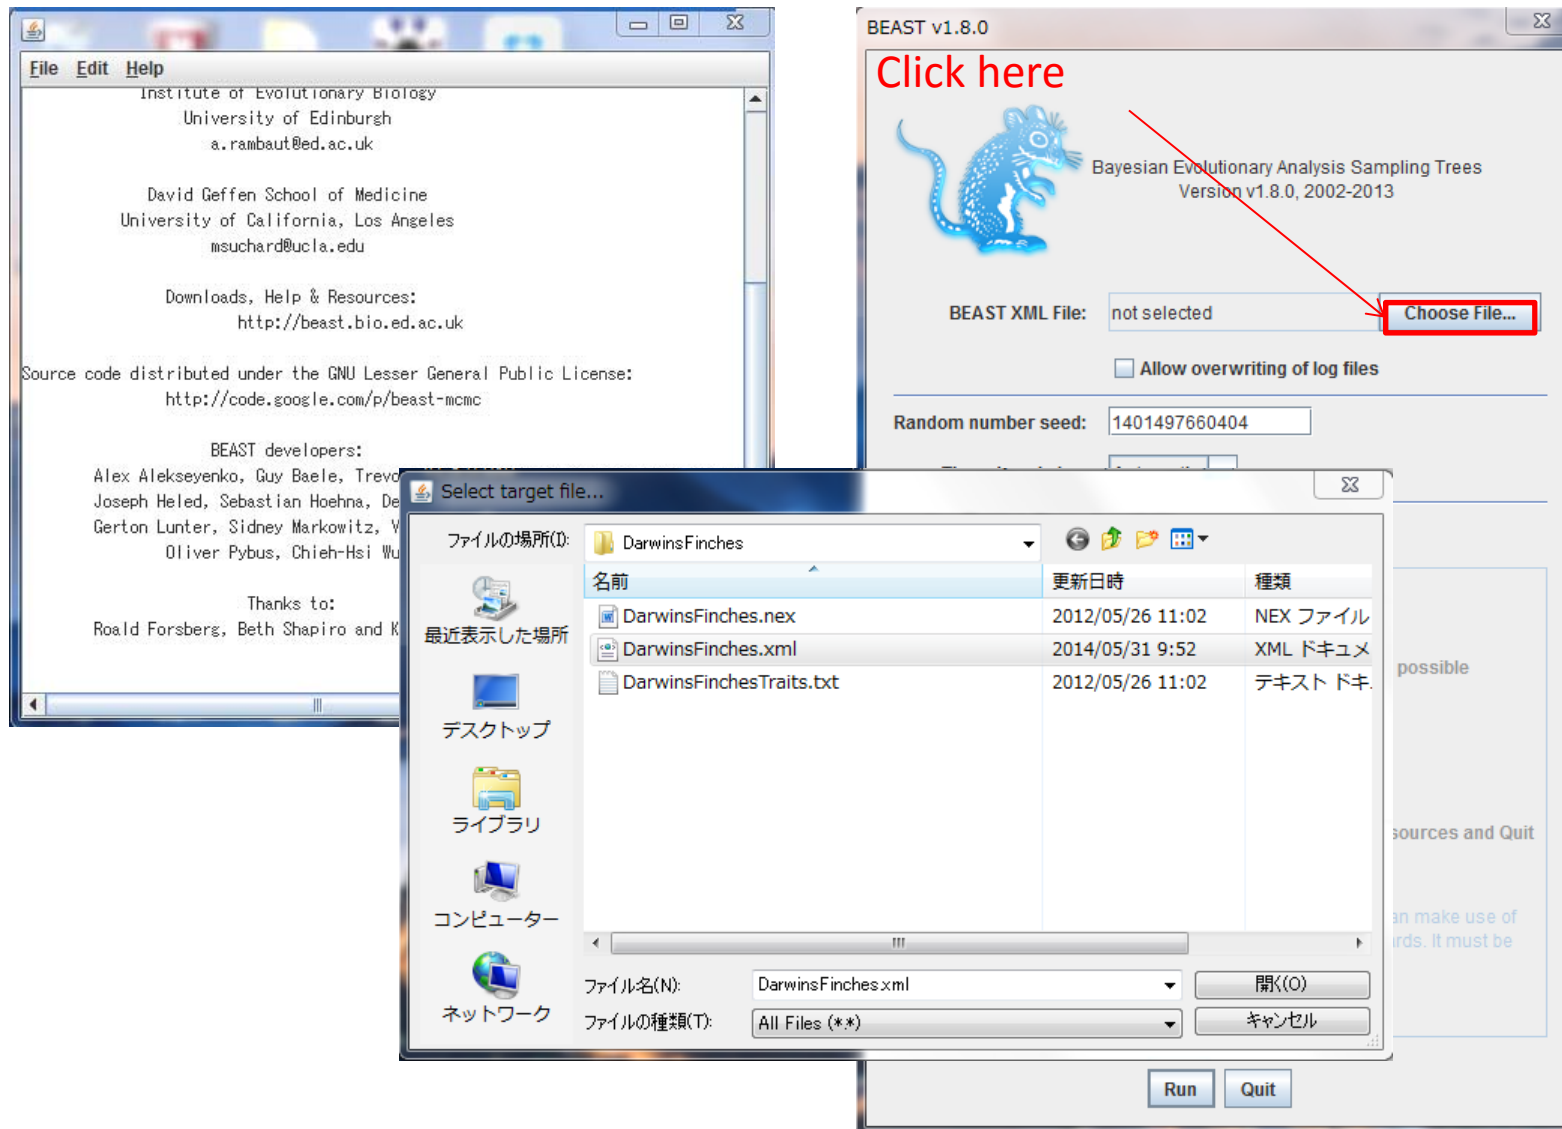 File Edit Help
Institute of Evolutionary Biology
University of Edinburgh
a.rambaut@ed.ac.uk
David Geffen School of Medicine
University of California, Los Angeles
msuchard@ucla.edu
Downloads, Help & Resources:
http://beast.bio.ed.ac.uk
Source code distributed under the GNU Lesser General Public License:
http://code.google.com/p/beast-mcmc
BEAST developers:
Alex Alekseyenko, Guy Baele, Trevo
Joseph Heled, Sebastian Hoehna, De
Gerton Lunter, Sidney Markowitz, V
Oliver Pybus, Chieh-Hsi Wu
Thanks to:
Roald Forsberg, Beth Shapiro and K
BEAST v1.8.0
Click here
Bayesian Evolutionary Analysis Sampling Trees
Version v1.8.0, 2002-2013
BEAST XML File: not selected Choose File...
Allow overwriting of log files
Random number seed: 1401497660404
possible
sources and Quit
an make use of
rds. It must be
Run Quit
Select target file...
ファイルの場所(I): DarwinsFinches
名前 更新日時 種類
DarwinsFinches.nex 2012/05/26 11:02 NEX ファイル
DarwinsFinches.xml 2014/05/31 9:52 XML ドキュメ
DarwinsFinchesTraits.txt 2012/05/26 11:02 テキスト ドキ
最近表示した場所
デスクトップ
ライブラリ
コンピューター
ネットワーク
ファイル名(N): DarwinsFinches.xml 開く(O)
ファイルの種類(T): All Files (*.*) キャンセル